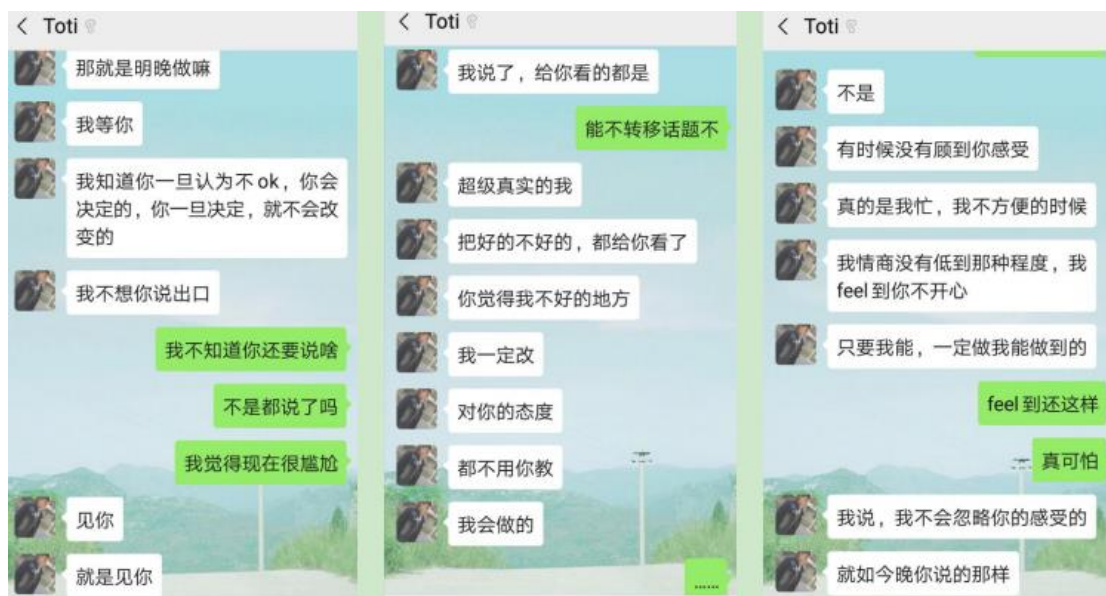 Toti
那就是明晚做嘛
我等你
我知道你一旦认为不ok，你会
决定的，你一旦决定，就不会改
变的
我不想你说出口
我不知道你还要说啥
不是都说了吗
我觉得现在很尴尬
见你
就是见你
Toti
我说了，给你看的都是
能不转移话题不
超级真实的我
把好的不好的，都给你看了
你觉得我不好的地方
我一定改
对你的态度
都不用你教
我会做的
......
Toti
不是
有时候没有顾到你感受
真的是我忙，我不方便的时候
我情商没有低到那种程度，我
feel到你不开心
只要我能，一定做我能做到的
feel到还这样
真可怕
我说，我不会忽略你的感受的
就如今晚你说的那样